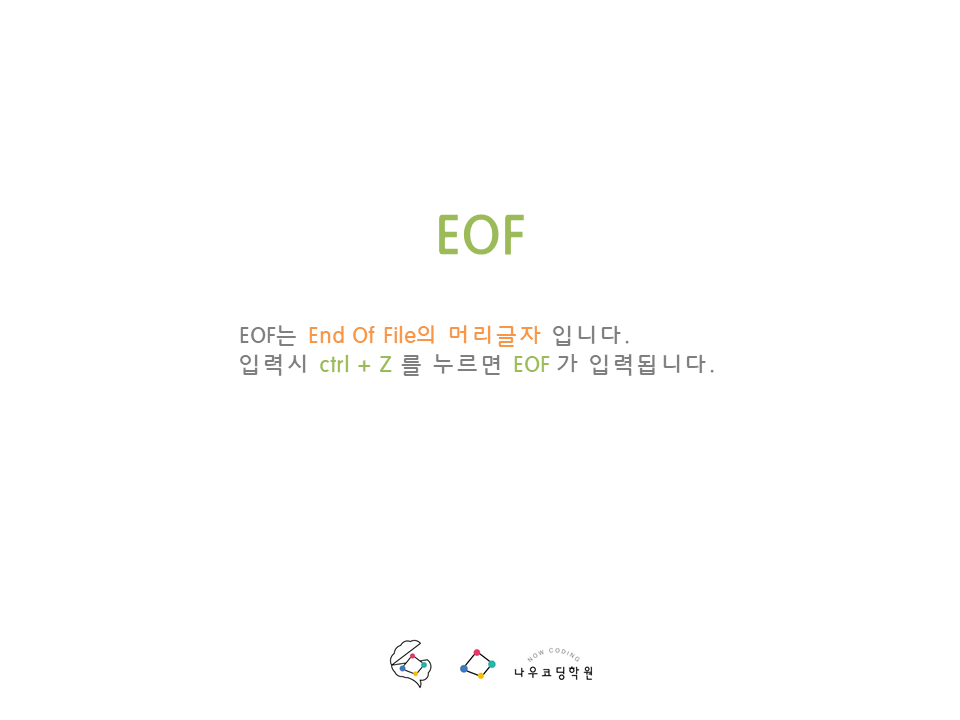 EOF
EOF는 End Of File의 머리글자 입니다.
입력시 ctrl + Z 를 누르면 EOF 가 입력됩니다.
NOW CODING
나우코딩학원